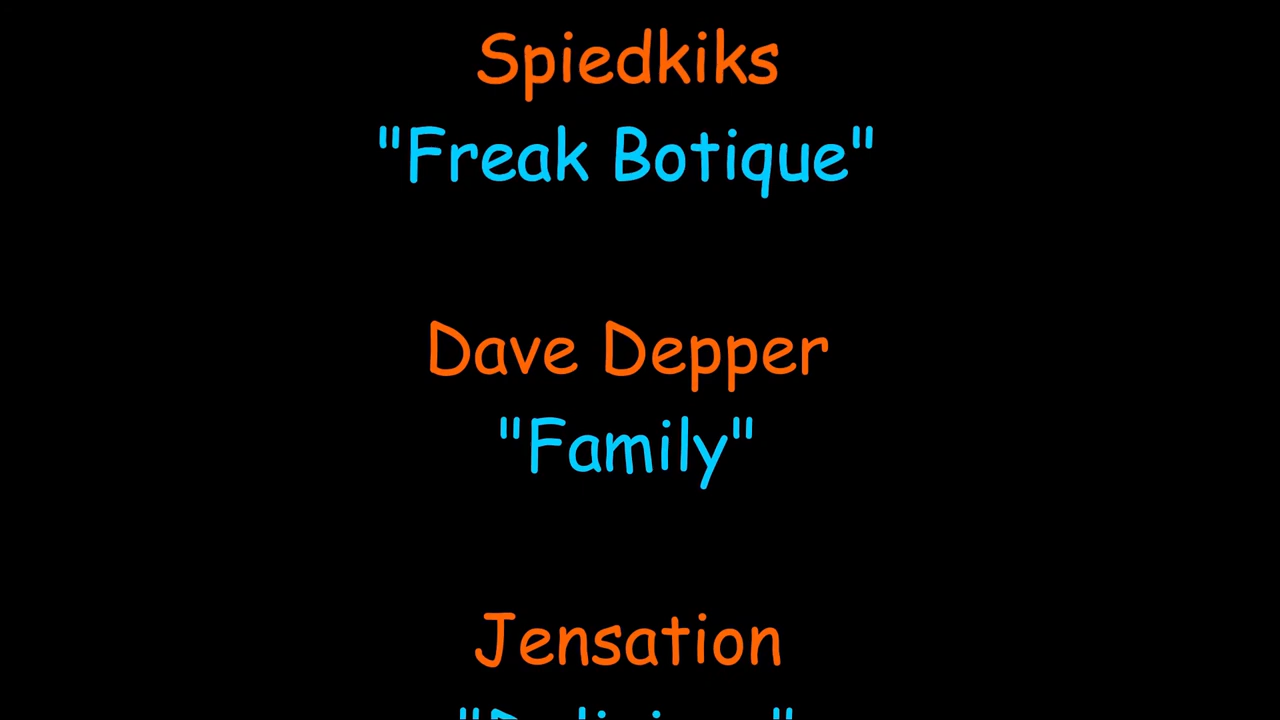 Spiedkiks
"Freak Botique"
Dave Depper
"Family"
Jensation